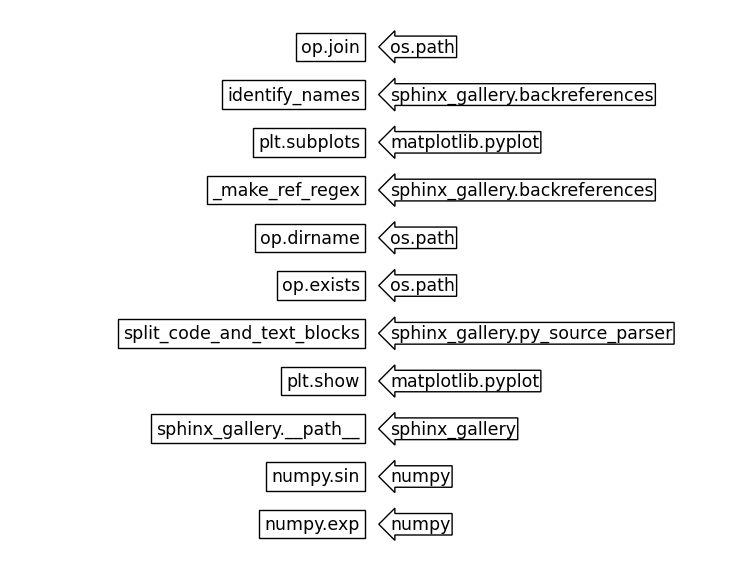 op.join os.path
identify_names sphinx_gallery.backreferences
plt.subplots matplotlib.pyplot
_make_ref_regex sphinx_gallery.backreferences
op.dirname os.path
op.exists os.path
split_code_and_text_blocks sphinx_gallery.py_source_parser
plt.show matplotlib.pyplot
sphinx_gallery.__path__ sphinx_gallery
numpy.sin numpy
numpy.exp numpy